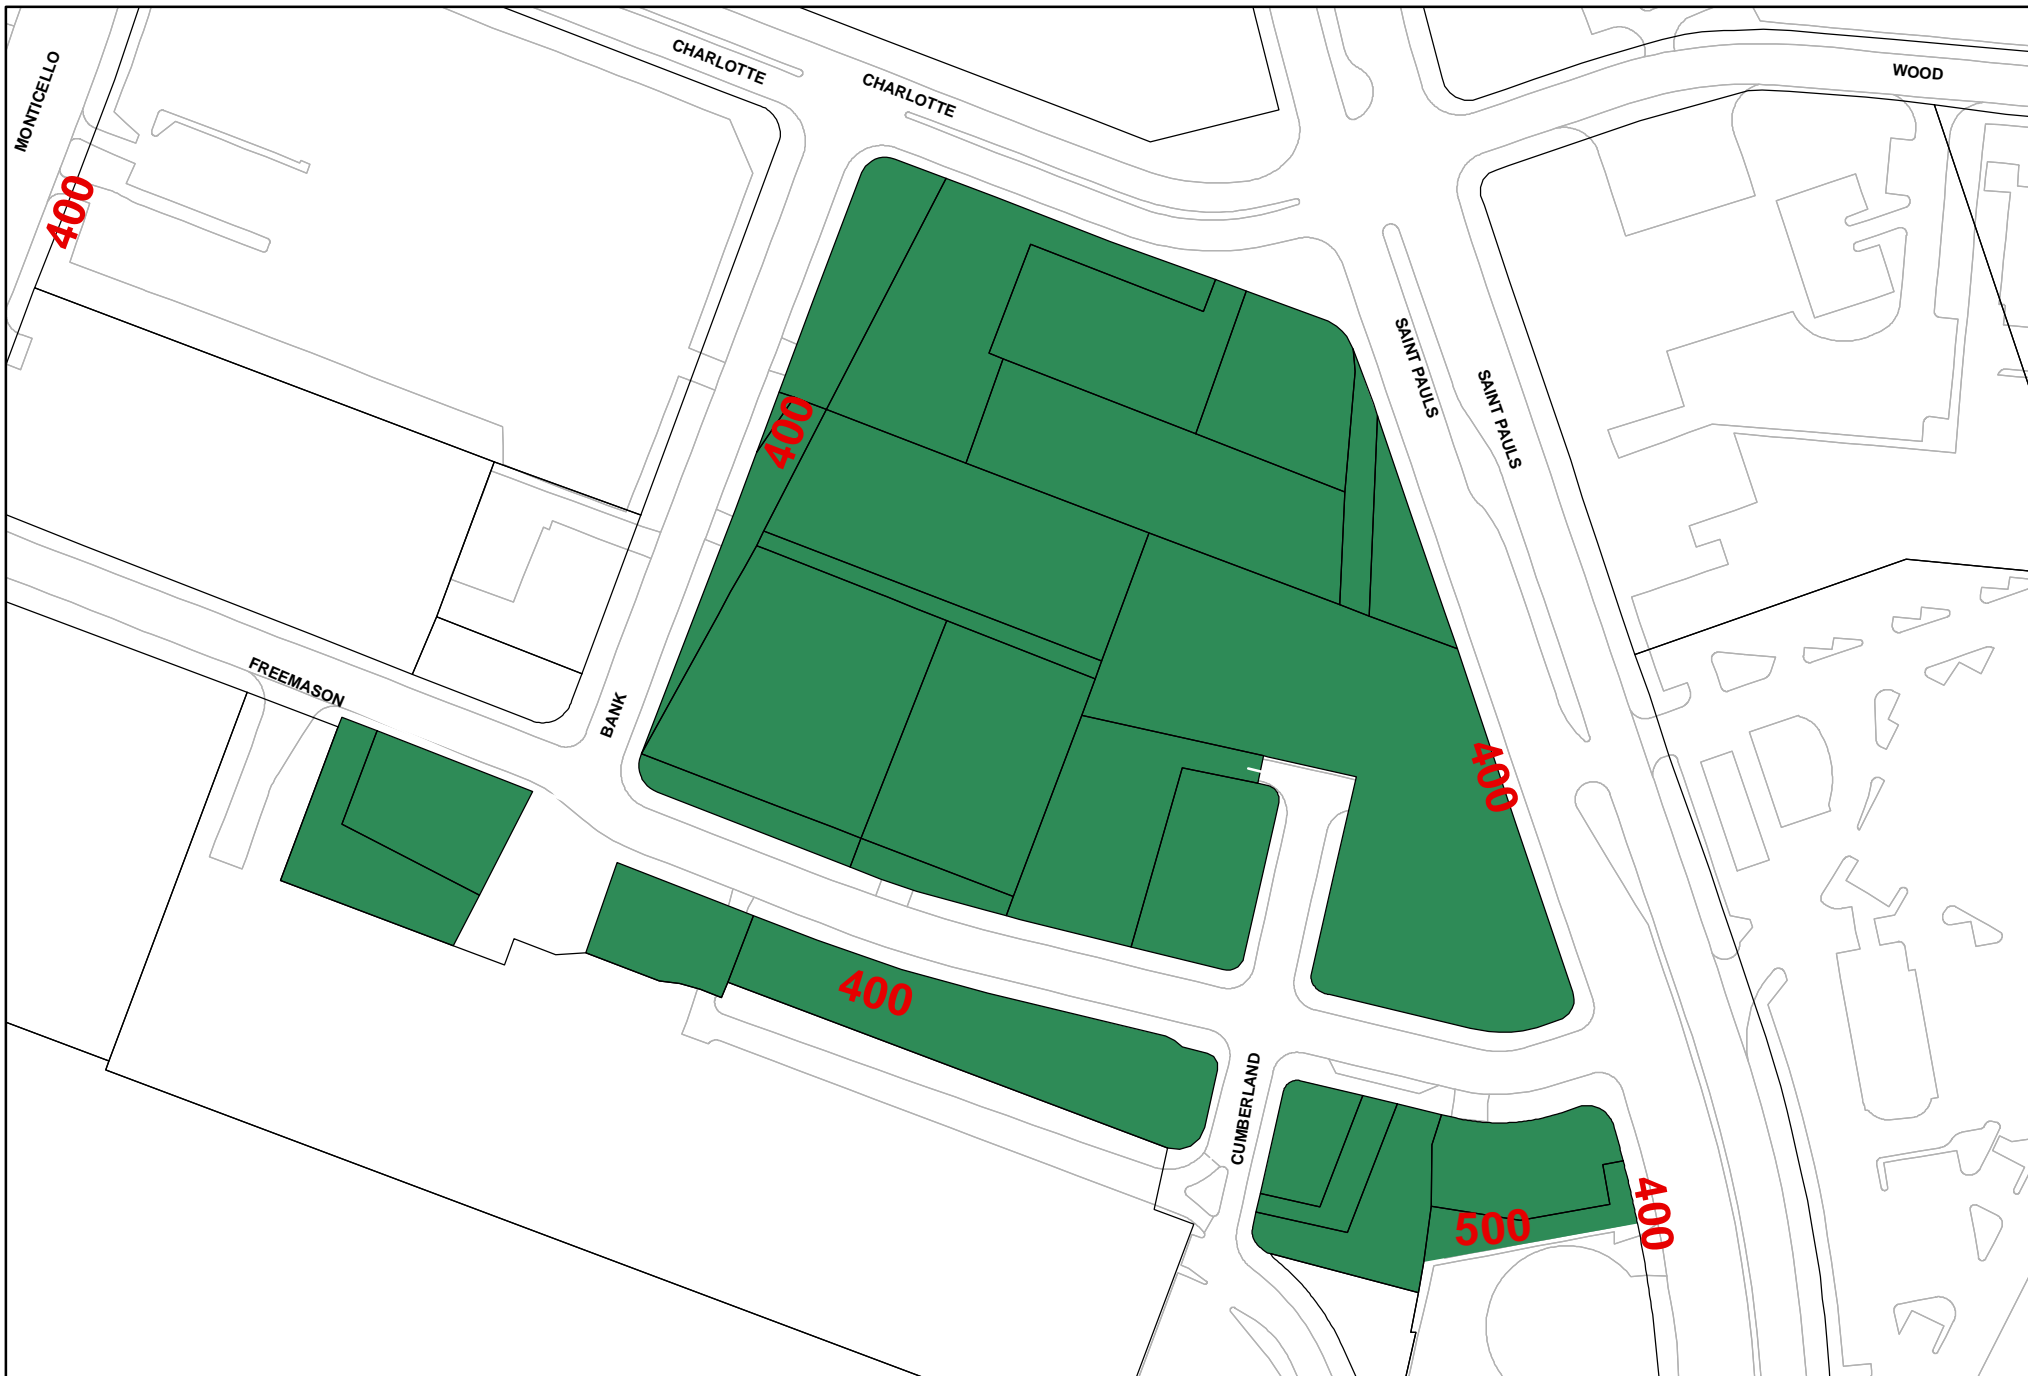 CHARLOTTE
CHARLOTTE
WOOD
MONTICELLO
400
SAINT PAULS
SAINT PAULS
400
FREEMASON
BANK
400
400
CUMBERLAND
500
400